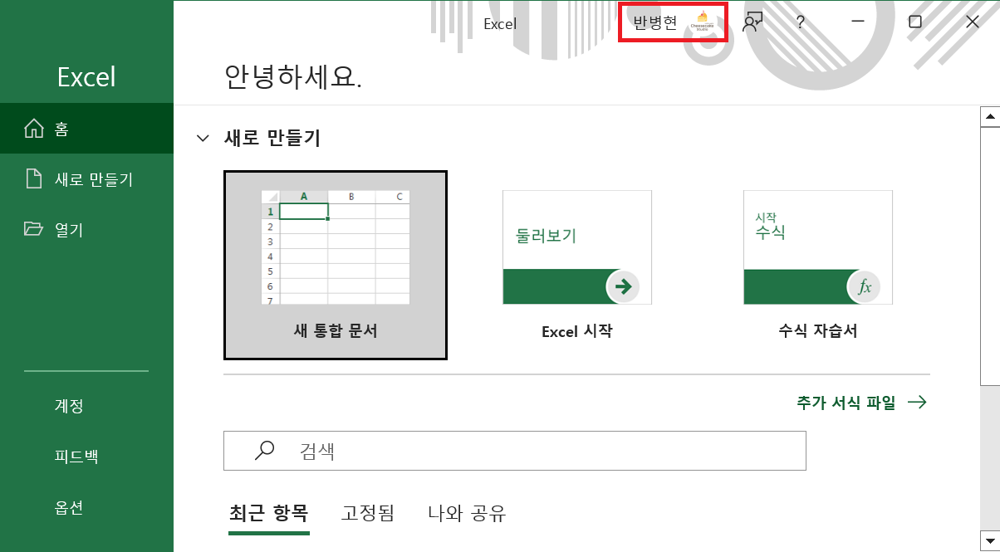 Excel
반병현
Cheesecake
Studio
?
Excel
안녕하세요.
홈
새로 만들기
열기
계정
피드백
옵션
새로 만들기
A B C
1
2
3
4
5
6
7
새 통합 문서
둘러보기
Excel 시작
시작
수식
fx
수식 자습서
추가 서식 파일
검색
최근 항목 고정됨 나와 공유